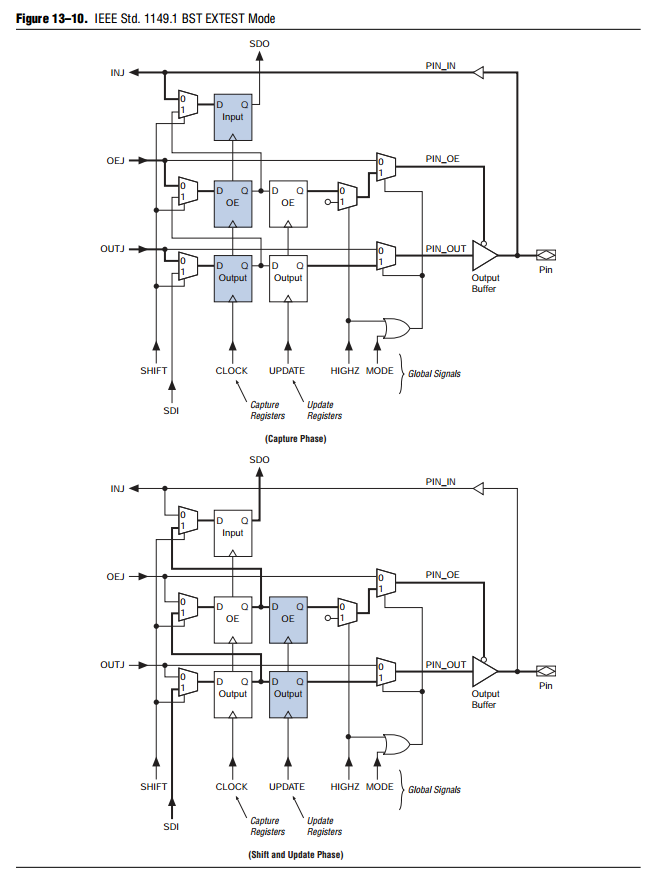 Figure 13–10. IEEE Std. 1149.1 BST EXTEST Mode
SDO
INJ
PIN_IN
0
1
D Q
Input
OEJ
0
1
PIN_OE
0
1
D Q
OE
D Q
OE
0
1
OUTJ
0
1
PIN_OUT
0
1
D Q
Output
D Q
Output
Pin
Output
Buffer
SHIFT
CLOCK
UPDATE
HIGHZ
MODE
Global Signals
SDI
Capture
Registers
Update
Registers
(Capture Phase)
SDO
INJ
PIN_IN
0
1
D Q
Input
OEJ
0
1
PIN_OE
0
1
D Q
OE
D Q
OE
0
1
OUTJ
0
1
PIN_OUT
0
1
D Q
Output
D Q
Output
Pin
Output
Buffer
SHIFT
CLOCK
UPDATE
HIGHZ
MODE
Global Signals
SDI
Capture
Registers
Update
Registers
(Shift and Update Phase)